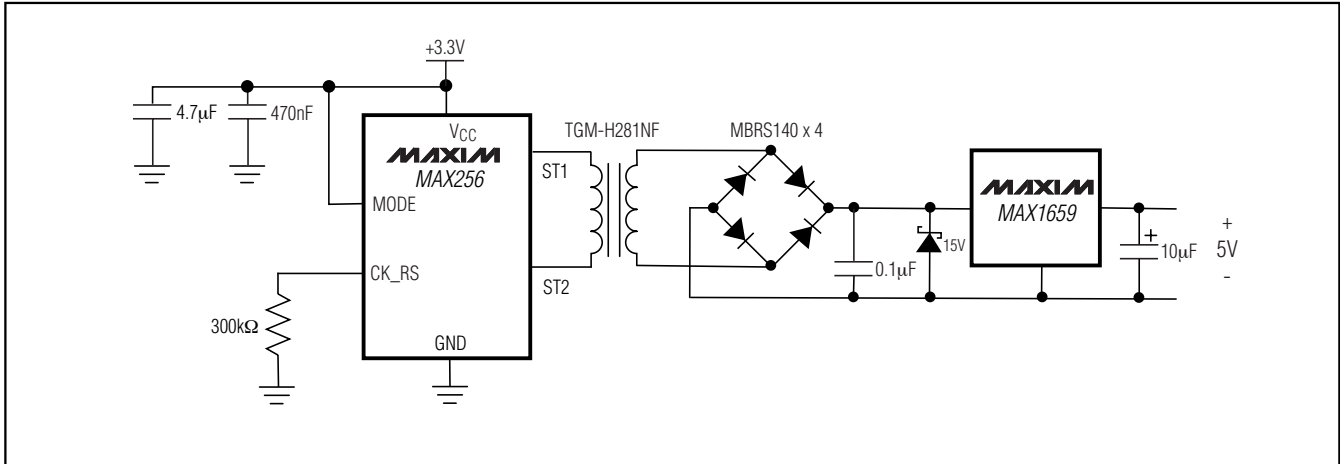 +3.3V
4.7µF
470nF
VCC
MAXIM
MAX256
MODE
CK_RS
GND
ST1
ST2
300kΩ
TGM-H281NF
MBRS140 x 4
0.1µF
15V
MAXIM
MAX1659
+
10µF
+
5V
-